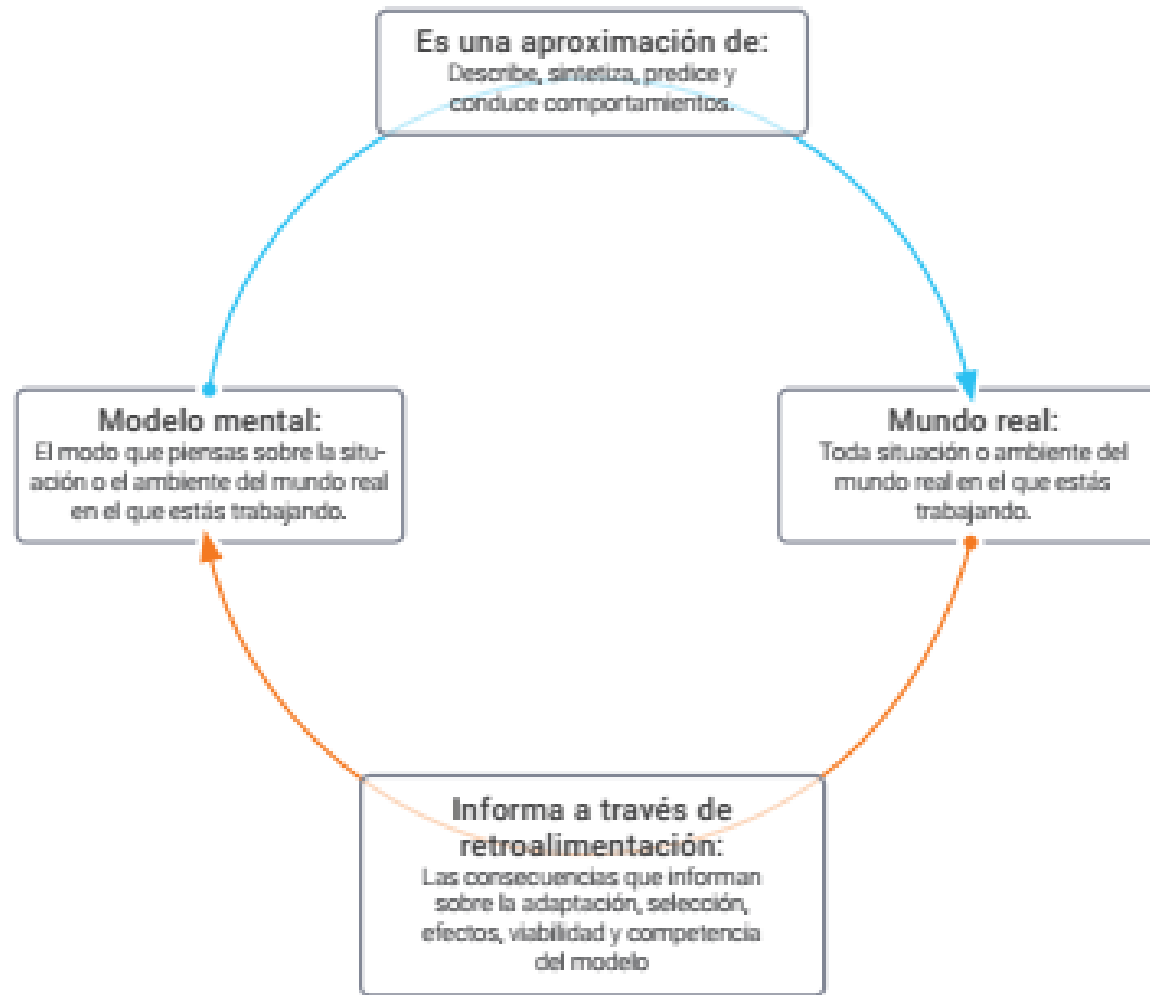 Es una aproximación de:
Describe, sintetiza, predice y
conduce comportamientos.
Modelo mental:
El modo que piensas sobre la situ-
ación o el ambiente del mundo real
en el que estás trabajando.
Mundo real:
Toda situación o ambiente del
mundo real en el que estás
trabajando.
Informa a través de
retroalimentación:
Las consecuencias que informan
sobre la adaptación, selección,
efectos, viabilidad y competencia
del modelo